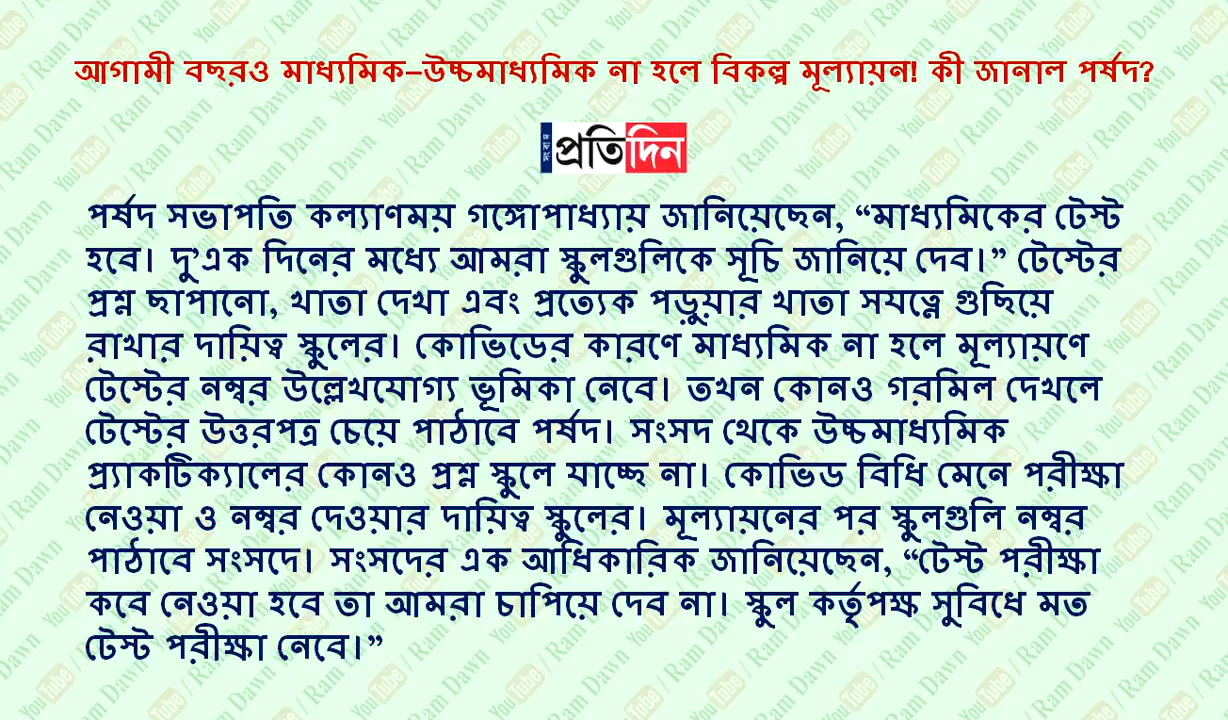 আগামী বছরও মাধ্যমিক–উচ্চমাধ্যমিক না হলে বিকল্প মূল্যায়ন! কী জানাল পর্ষদ?
সংবাদ প্রতিদিন
পর্ষদ সভাপতি কল্যাণময় গঙ্গোপাধ্যায় জানিয়েছেন, “মাধ্যমিকের টেস্ট
হবে। দু’এক দিনের মধ্যে আমরা স্কুলগুলিকে সূচি জানিয়ে দেব।” টেস্টের
প্রশ্ন ছাপানো, খাতা দেখা এবং প্রত্যেক পড়ুয়ার খাতা সযত্নে গুছিয়ে
রাখার দায়িত্ব স্কুলের। কোভিডের কারণে মাধ্যমিক না হলে মূল্যায়ণে
টেস্টের নম্বর উল্লেখযোগ্য ভূমিকা নেবে। তখন কোনও গরমিল দেখলে
টেস্টের উত্তরপত্র চেয়ে পাঠাবে পর্ষদ। সংসদ থেকে উচ্চমাধ্যমিক
প্র্যাকটিক্যালের কোনও প্রশ্ন স্কুলে যাচ্ছে না। কোভিড বিধি মেনে পরীক্ষা
নেওয়া ও নম্বর দেওয়ার দায়িত্ব স্কুলের। মূল্যায়নের পর স্কুলগুলি নম্বর
পাঠাবে সংসদে। সংসদের এক আধিকারিক জানিয়েছেন, “টেস্ট পরীক্ষা
কবে নেওয়া হবে তা আমরা চাপিয়ে দেব না। স্কুল কর্তৃপক্ষ সুবিধে মত
টেস্ট পরীক্ষা নেবে।”
YouTube / Ram Dawn